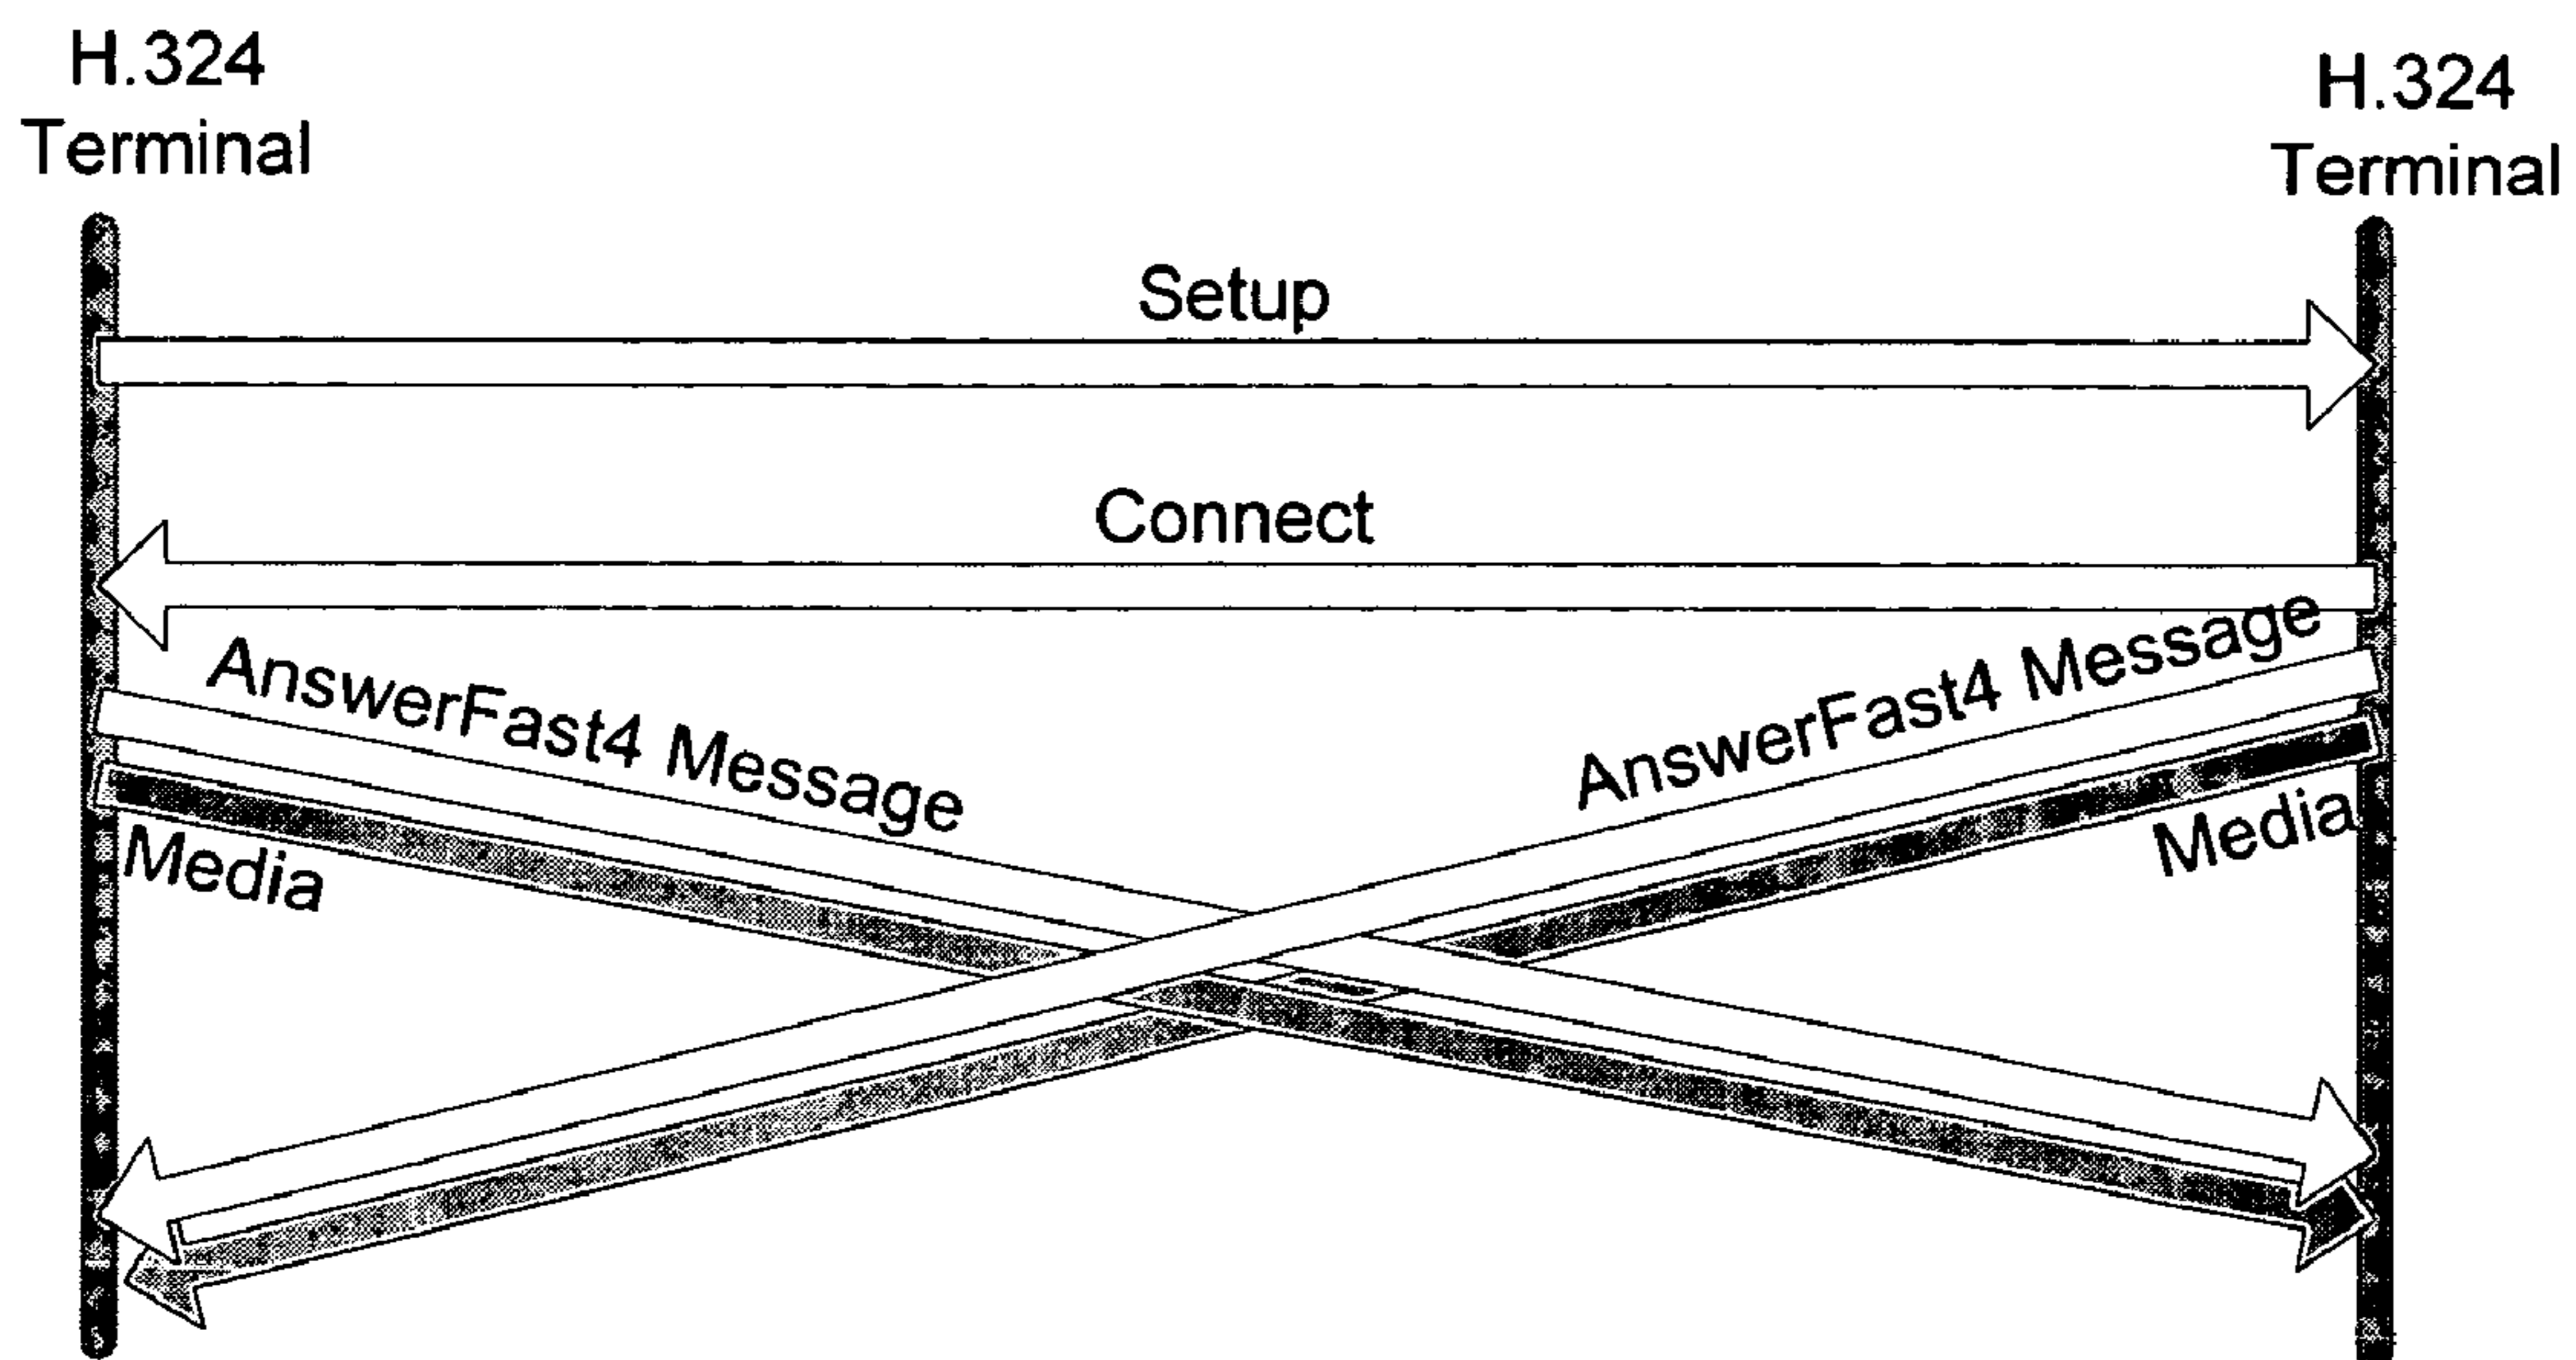 H.324
Terminal
H.324
Terminal
Setup
Connect
AnswerFast4 Message
AnswerFast4 Message
Media
Media